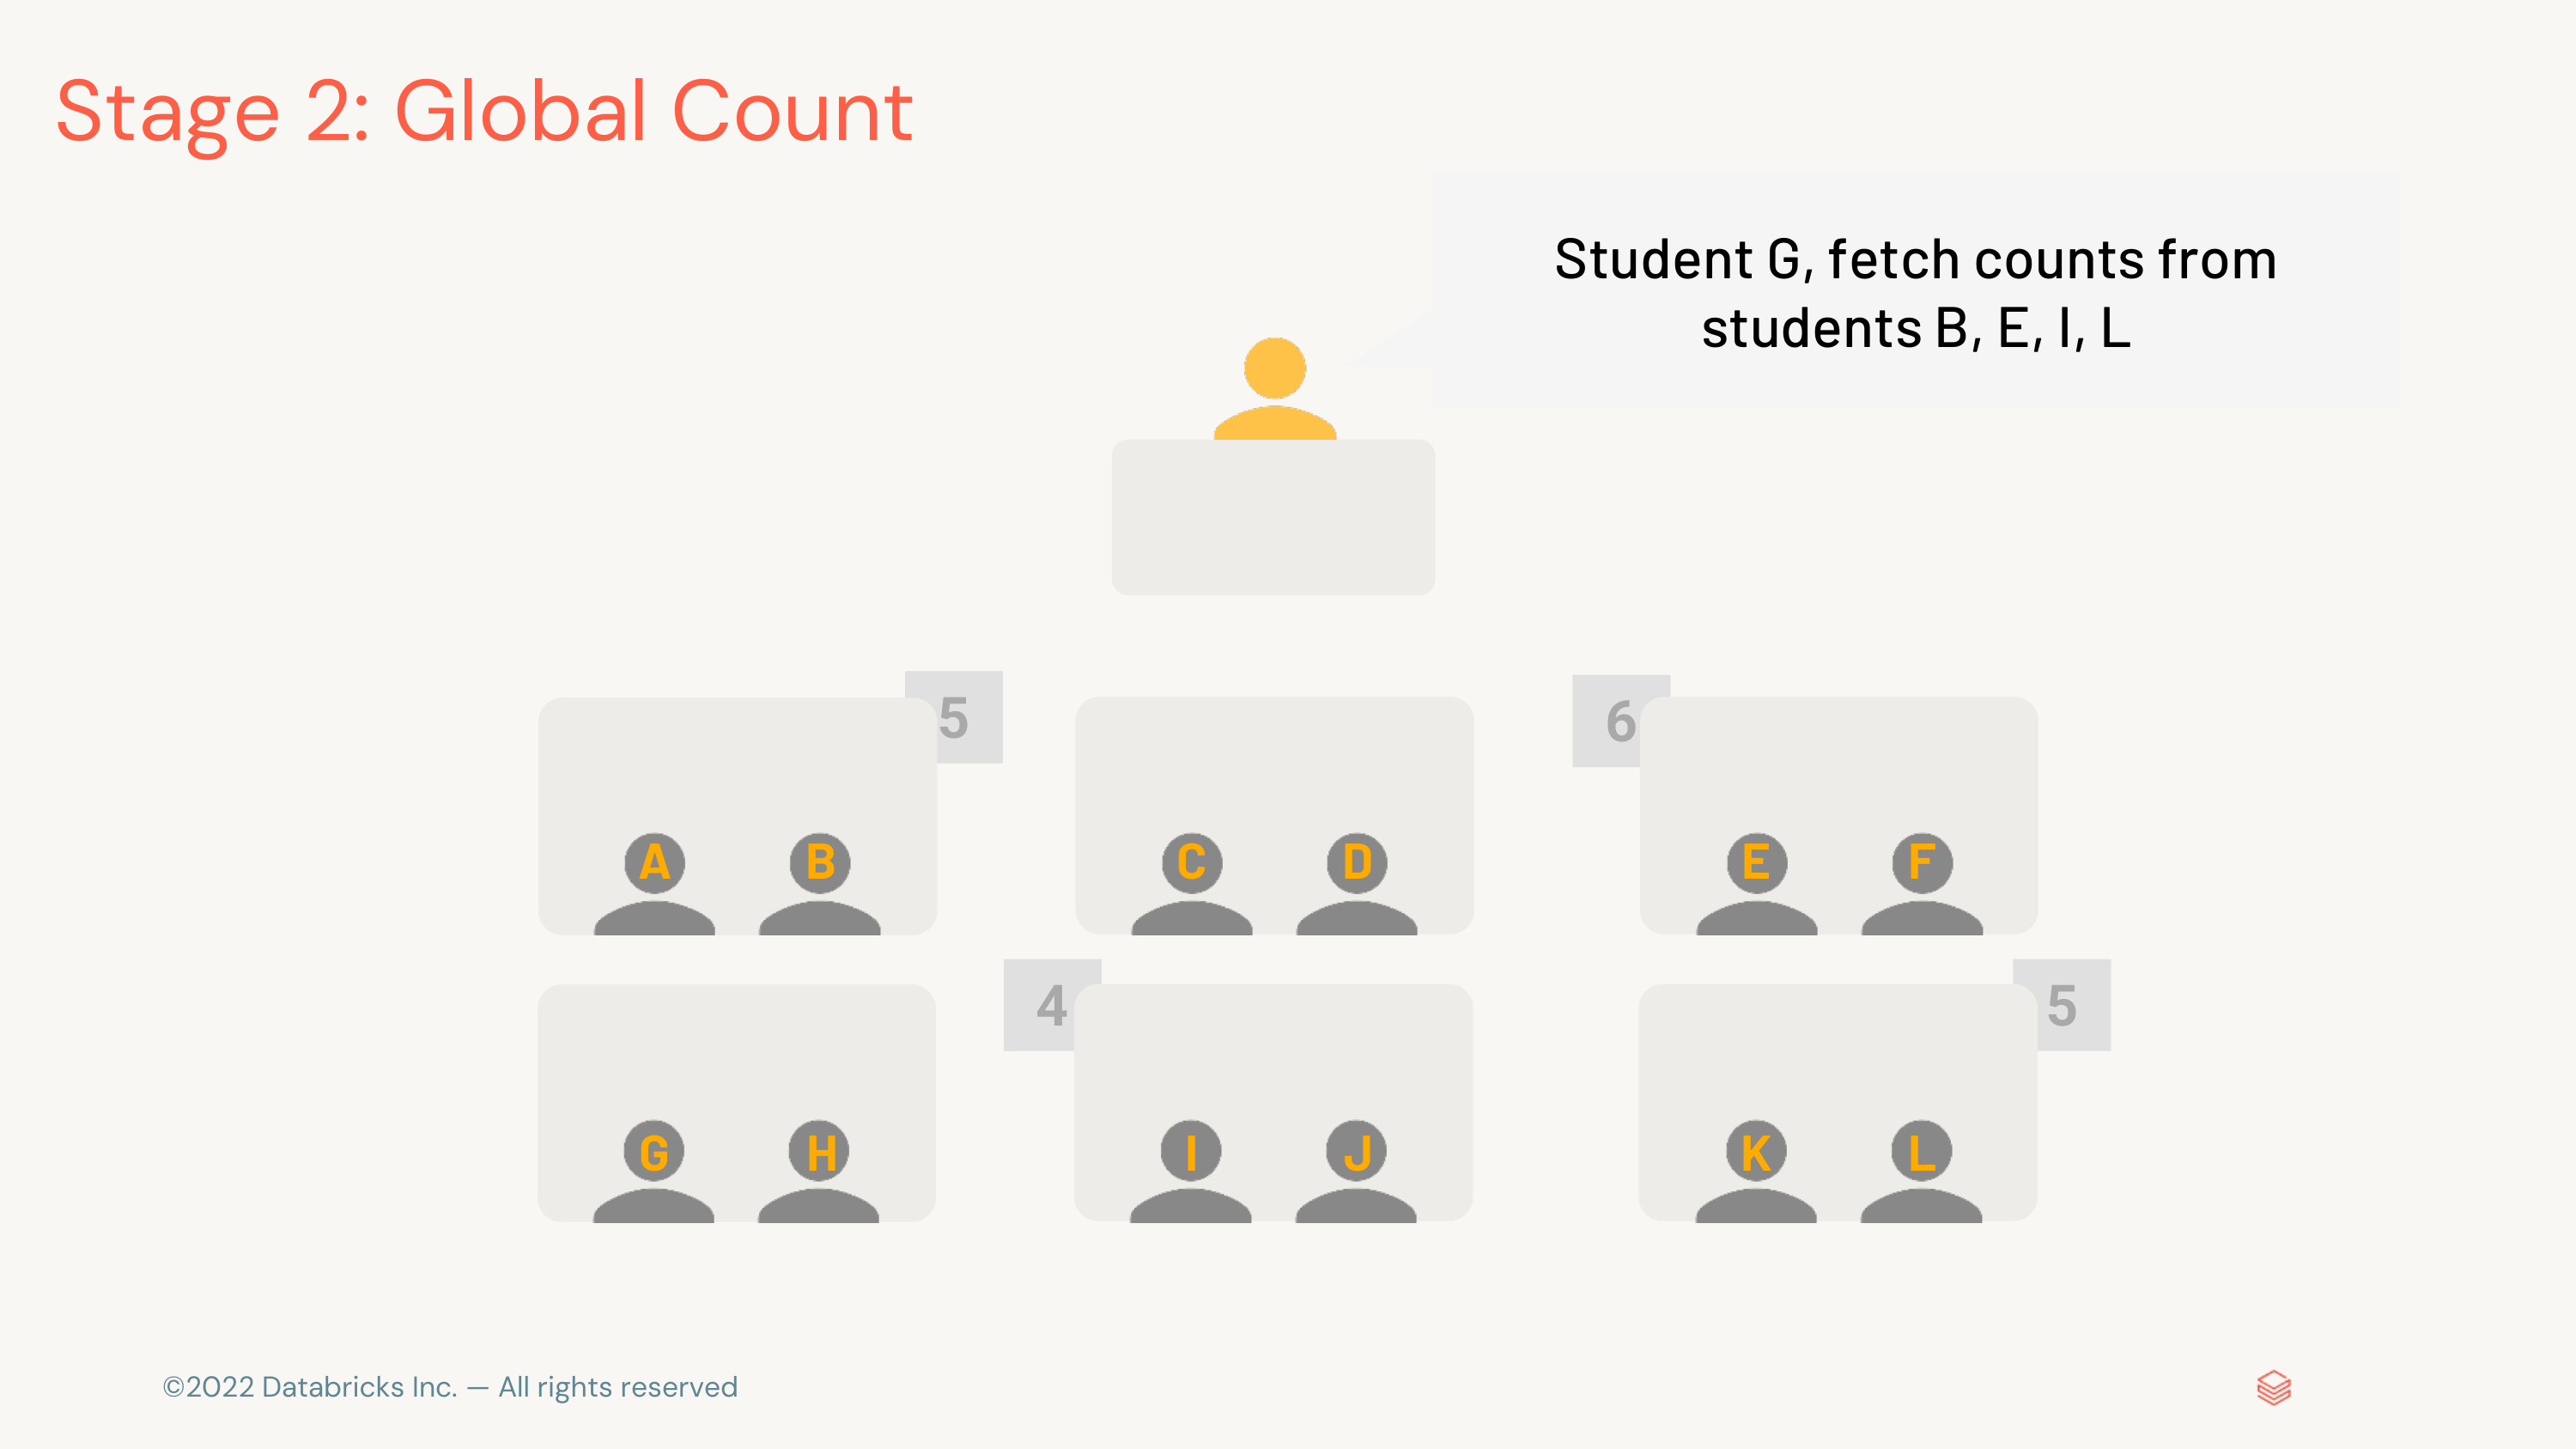 Stage 2: Global Count
Student G, fetch counts from
students B, E, I, L
5
6
A
B
C
D
E
F
4
5
G
H
I
J
K
L
©2022 Databricks Inc. — All rights reserved